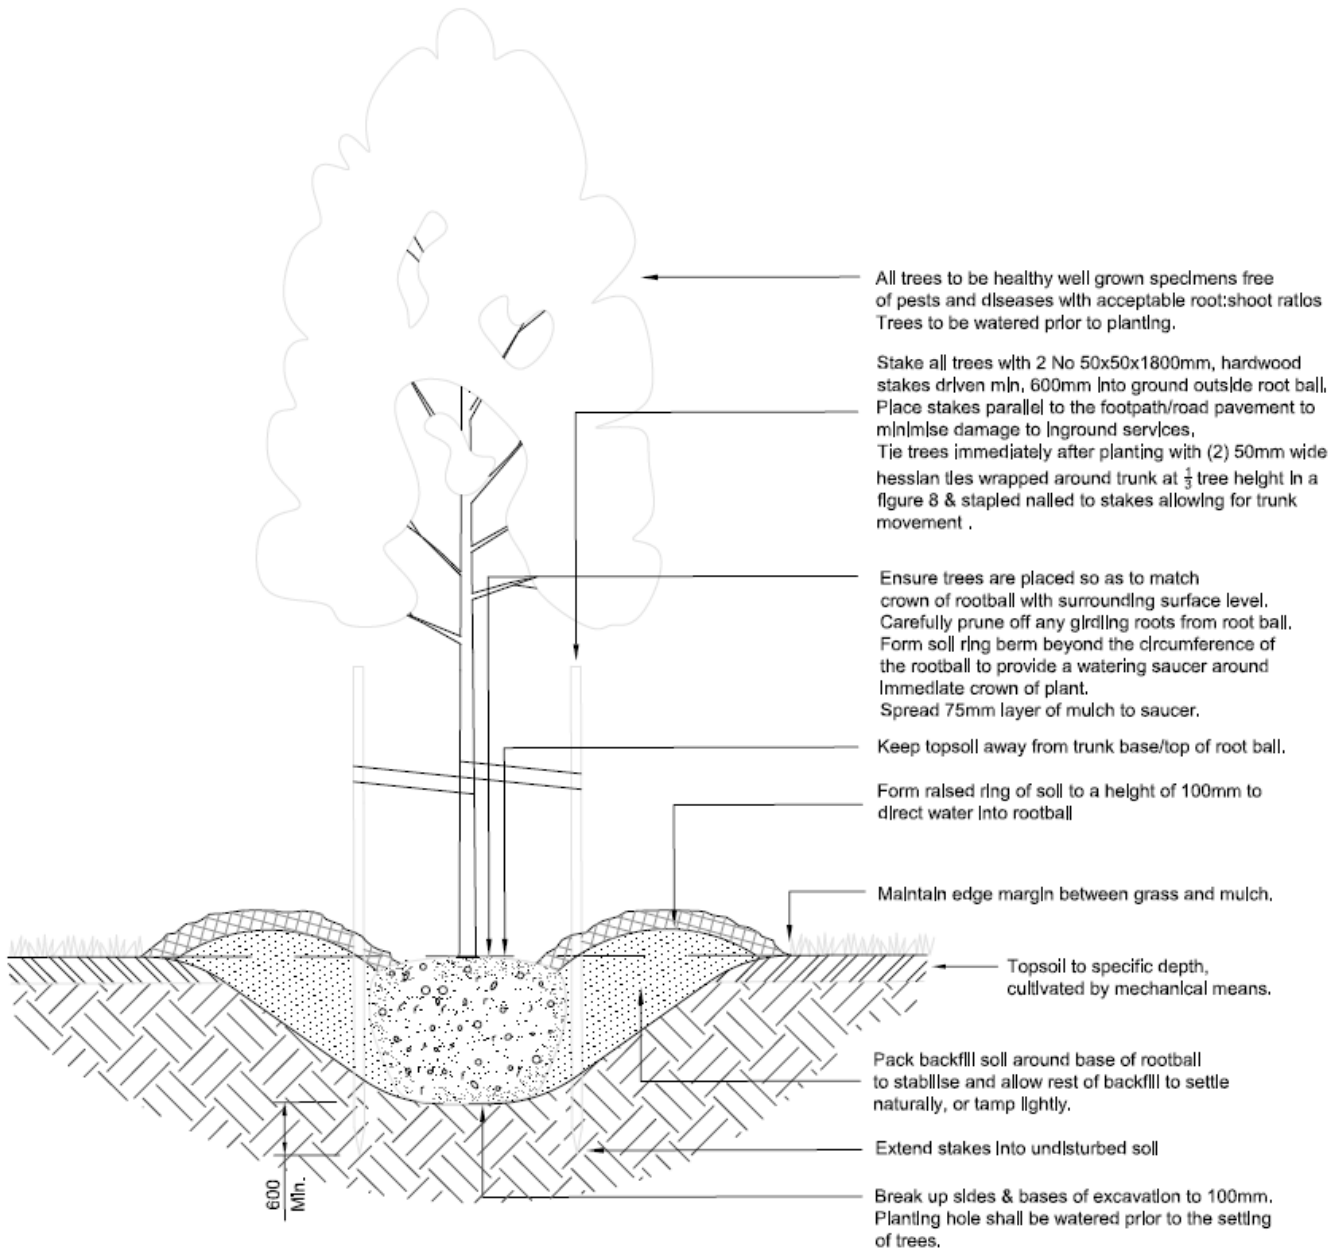 All trees to be healthy well grown specimens free
of pests and diseases with acceptable root:shoot ratios
Trees to be watered prior to planting.
Stake all trees with 2 No 50x50x1800mm, hardwood
stakes driven min. 600mm into ground outside root ball.
Place stakes parallel to the footpath/road pavement to
minimise damage to inground services.
Tie trees immediately after planting with (2) 50mm wide
hessian ties wrapped around trunk at 1/3 tree height in a
figure 8 & stapled nailed to stakes allowing for trunk
movement .
Ensure trees are placed so as to match
crown of rootball with surrounding surface level.
Carefully prune off any girdling roots from root ball.
Form soil ring berm beyond the circumference of
the rootball to provide a watering saucer around
immediate crown of plant.
Spread 75mm layer of mulch to saucer.
Keep topsoil away from trunk base/top of root ball.
Form raised ring of soil to a height of 100mm to
direct water into rootball
Maintain edge margin between grass and mulch.
Topsoil to specific depth,
cultivated by mechanical means.
Pack backfill soil around base of rootball
to stabilise and allow rest of backfill to settle
naturally, or tamp lightly.
Extend stakes into undisturbed soil
600
Min.
Break up sides & bases of excavation to 100mm.
Planting hole shall be watered prior to the setting
of trees.